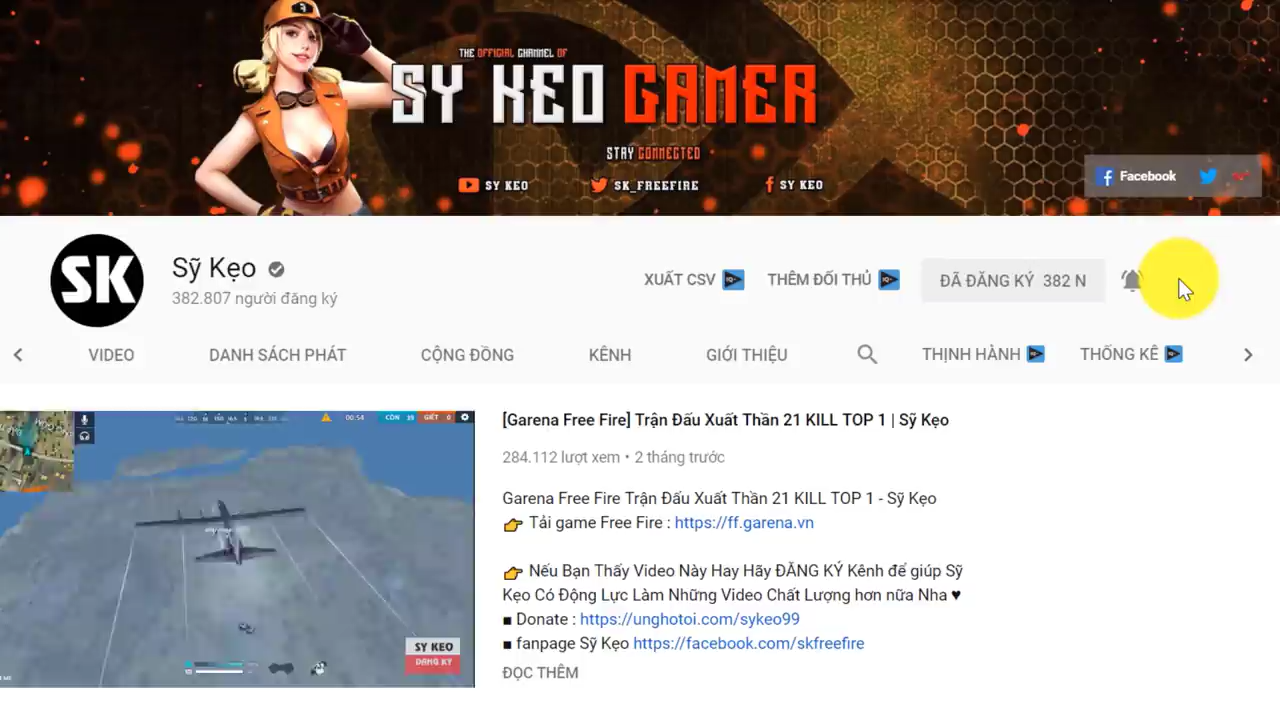 THE OFFICIAL CHANNEL OF
SY KEO GAMER
STAY CONNECTED
SY KEO
SK_FREEFIRE
SY KEO
Facebook
SK
Sỹ Kẹo
382.807 người đăng ký
XUẤT CSV
THÊM ĐỐI THỦ
ĐÃ ĐĂNG KÝ 382 N
VIDEO
DANH SÁCH PHÁT
CỘNG ĐỒNG
KÊNH
GIỚI THIỆU
THỊNH HÀNH
THỐNG KÊ
00:54
CÒN
GIẾT 0
SY KEO
DANG KY
[Garena Free Fire] Trận Đấu Xuất Thần 21 KILL TOP 1 | Sỹ Kẹo
284.112 lượt xem • 2 tháng trước
Garena Free Fire Trận Đấu Xuất Thần 21 KILL TOP 1 - Sỹ Kẹo
👉 Tải game Free Fire : https://ff.garena.vn
👉 Nếu Bạn Thấy Video Này Hay Hãy ĐĂNG KÝ Kênh để giúp Sỹ
Kẹo Có Động Lực Làm Những Video Chất Lượng hơn nữa Nha ♥
■ Donate : https://unghotoi.com/sykeo99
■ fanpage Sỹ Kẹo https://facebook.com/skfreefire
ĐỌC THÊM